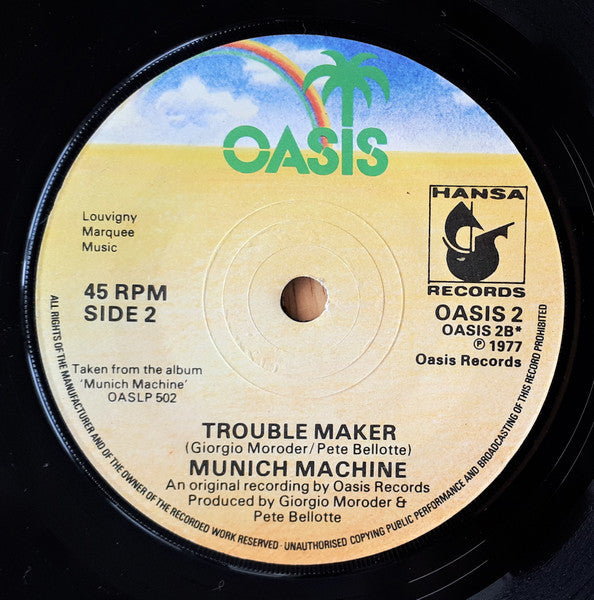 OASIS
HANSA
RECORDS
Louvigny
Marquee
Music
45 RPM
SIDE 2
OASIS 2
OASIS 2B*
℗ 1977
Oasis Records
Taken from the album
'Munich Machine'
OASLP 502
TROUBLE MAKER
(Giorgio Moroder/Pete Bellotte)
MUNICH MACHINE
An original recording by Oasis Records
Produced by Giorgio Moroder &
Pete Bellotte
ALL RIGHTS OF THE MANUFACTURER AND OF THE OWNER OF THE RECORDED WORK RESERVED · UNAUTHORISED COPYING PUBLIC PERFORMANCE AND BROADCASTING OF THIS RECORD PROHIBITED